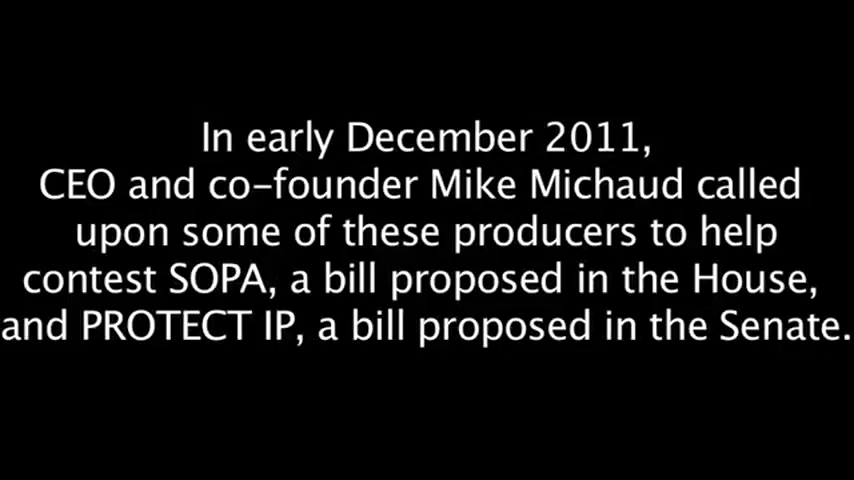 In early December 2011,
CEO and co-founder Mike Michaud called
upon some of these producers to help
contest SOPA, a bill proposed in the House,
and PROTECT IP, a bill proposed in the Senate.